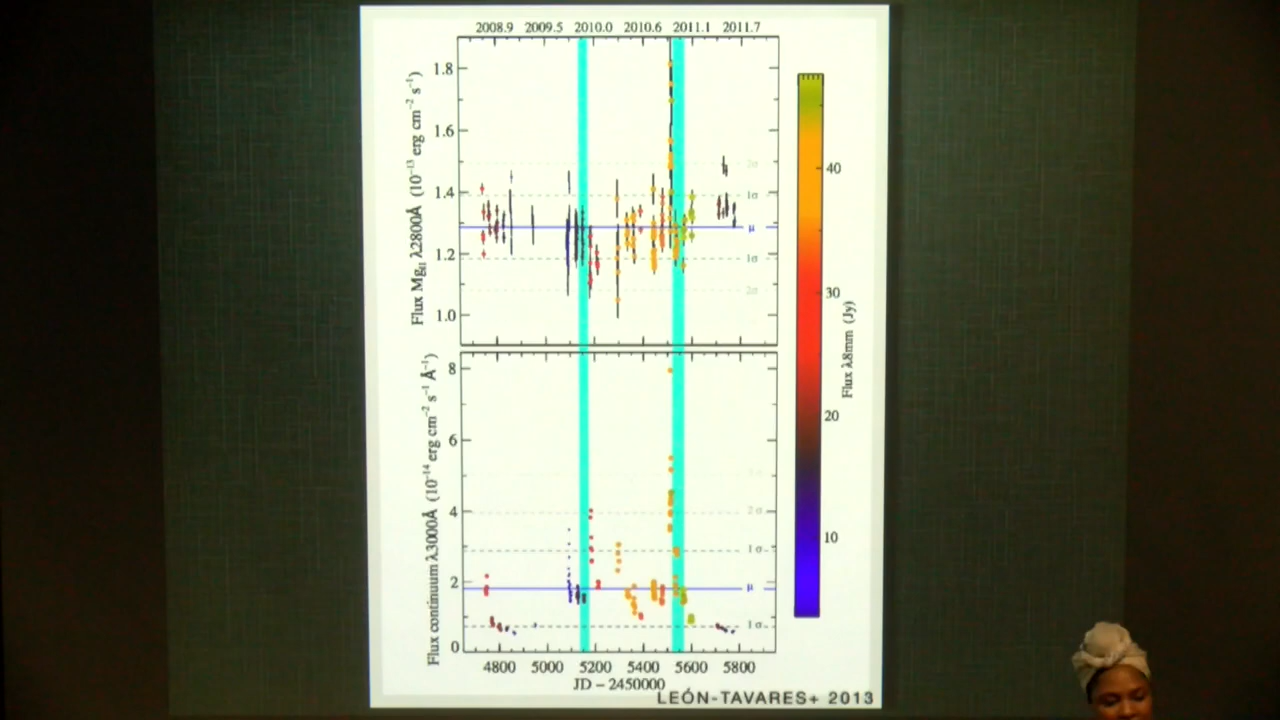 2008.9 2009.5 2010.0 2010.6 2011.1 2011.7
Flux Mg II λ2800Å (10⁻¹³ erg cm⁻² s⁻¹)
1.8
1.6
1.4
1.2
1.0
2σ
1σ
μ
1σ
2σ
Flux continuum λ3000Å (10⁻¹⁴ erg cm⁻² s⁻¹ Å⁻¹)
8
6
4
2
0
2σ
1σ
μ
1σ
4800 5000 5200 5400 5600 5800
JD − 2450000
40
30
20
10
Flux λ8mm (Jy)
LEÓN-TAVARES+ 2013